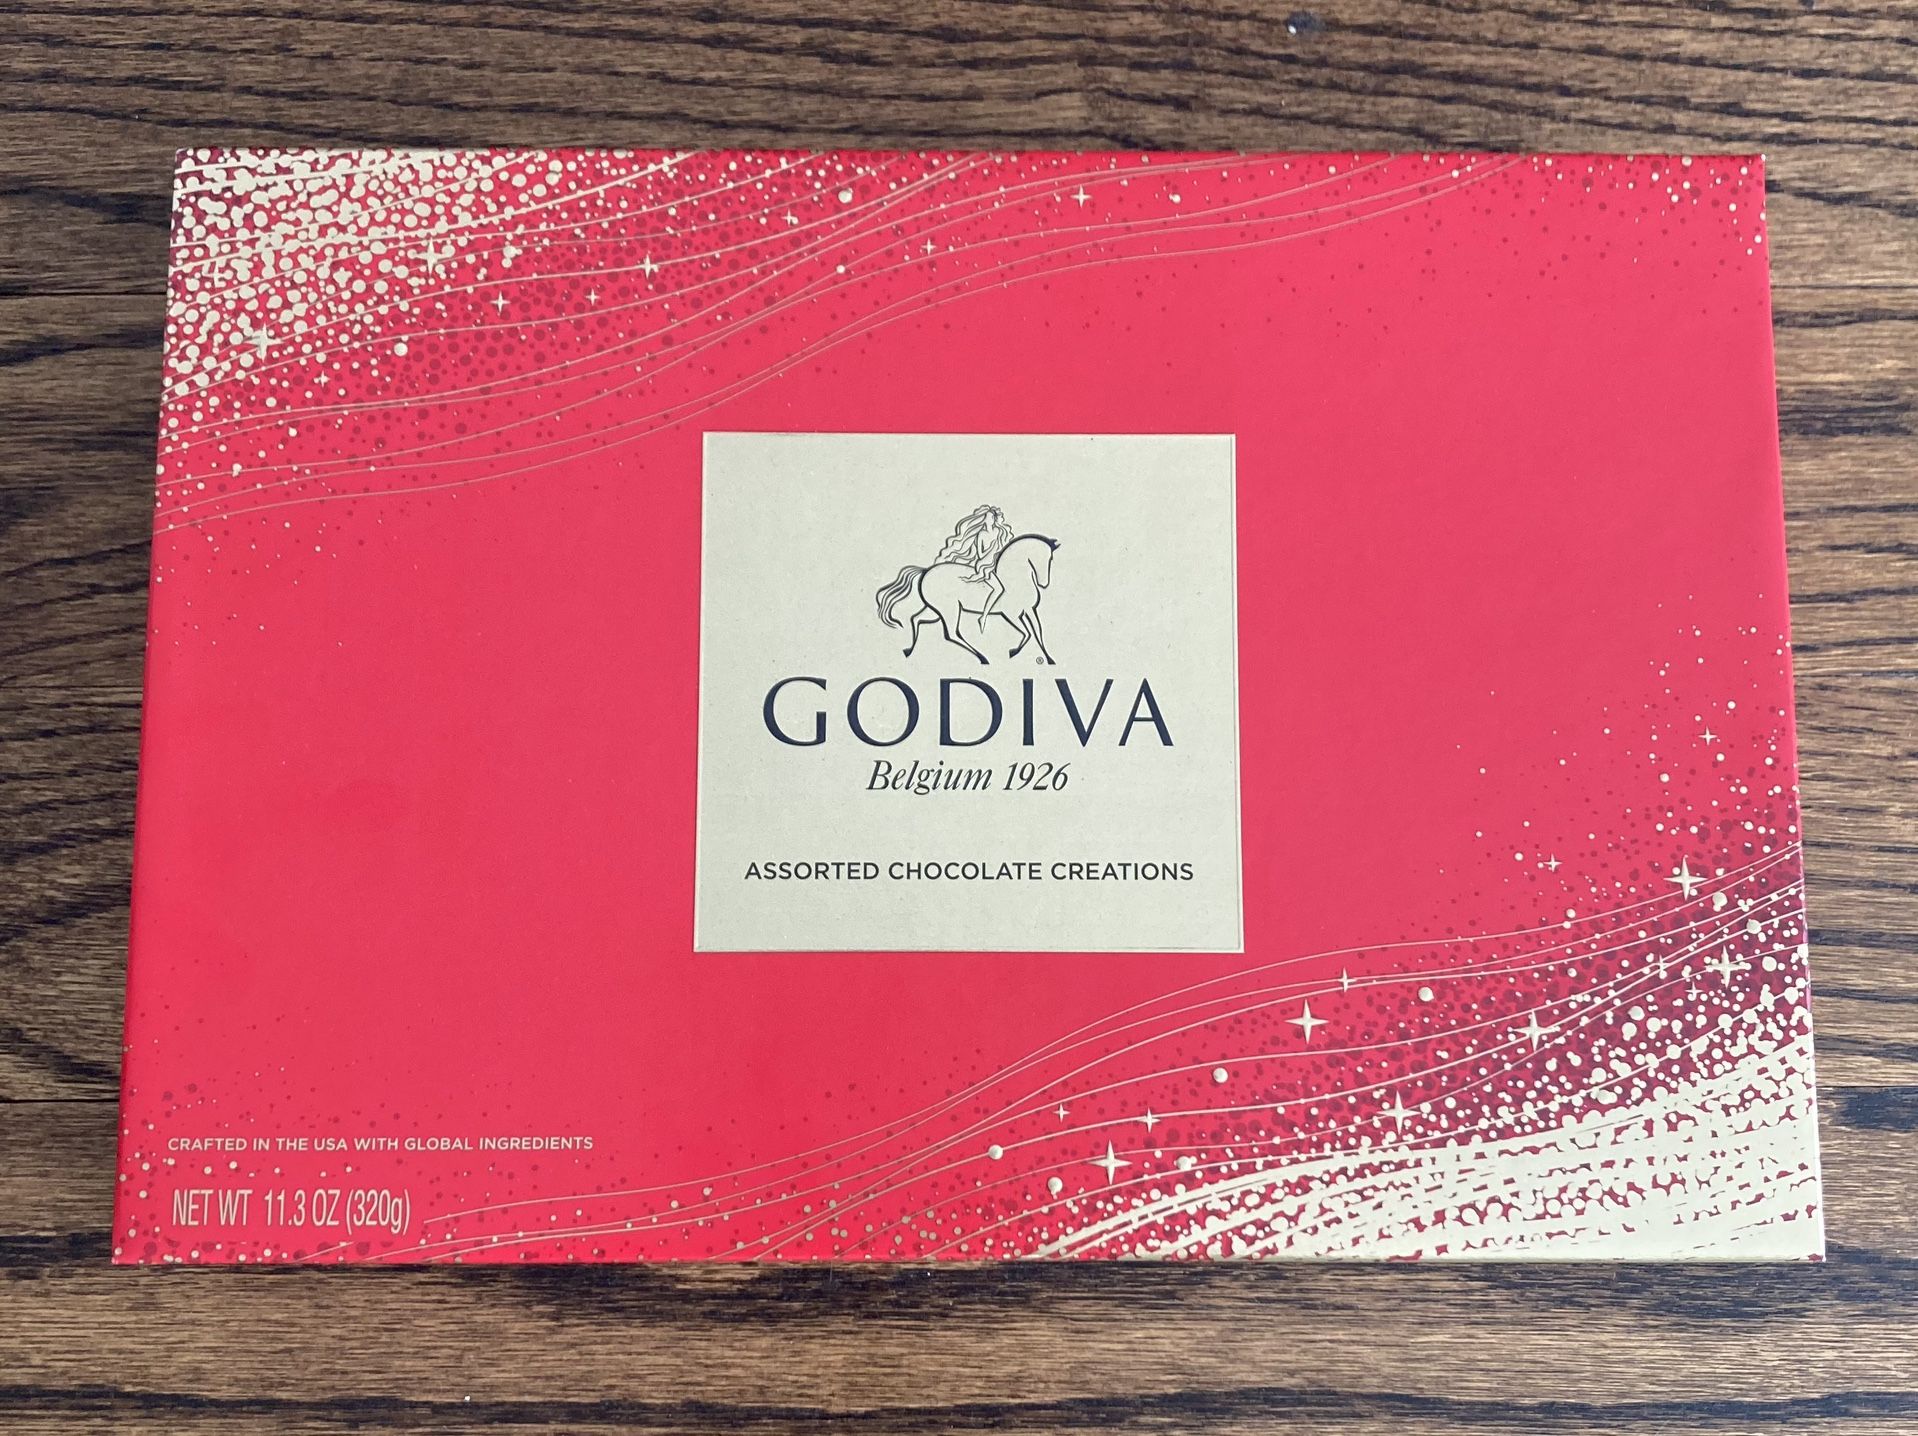 ®
GODIVA
Belgium 1926
ASSORTED CHOCOLATE CREATIONS
CRAFTED IN THE USA WITH GLOBAL INGREDIENTS
NET WT 11.3 OZ (320g)